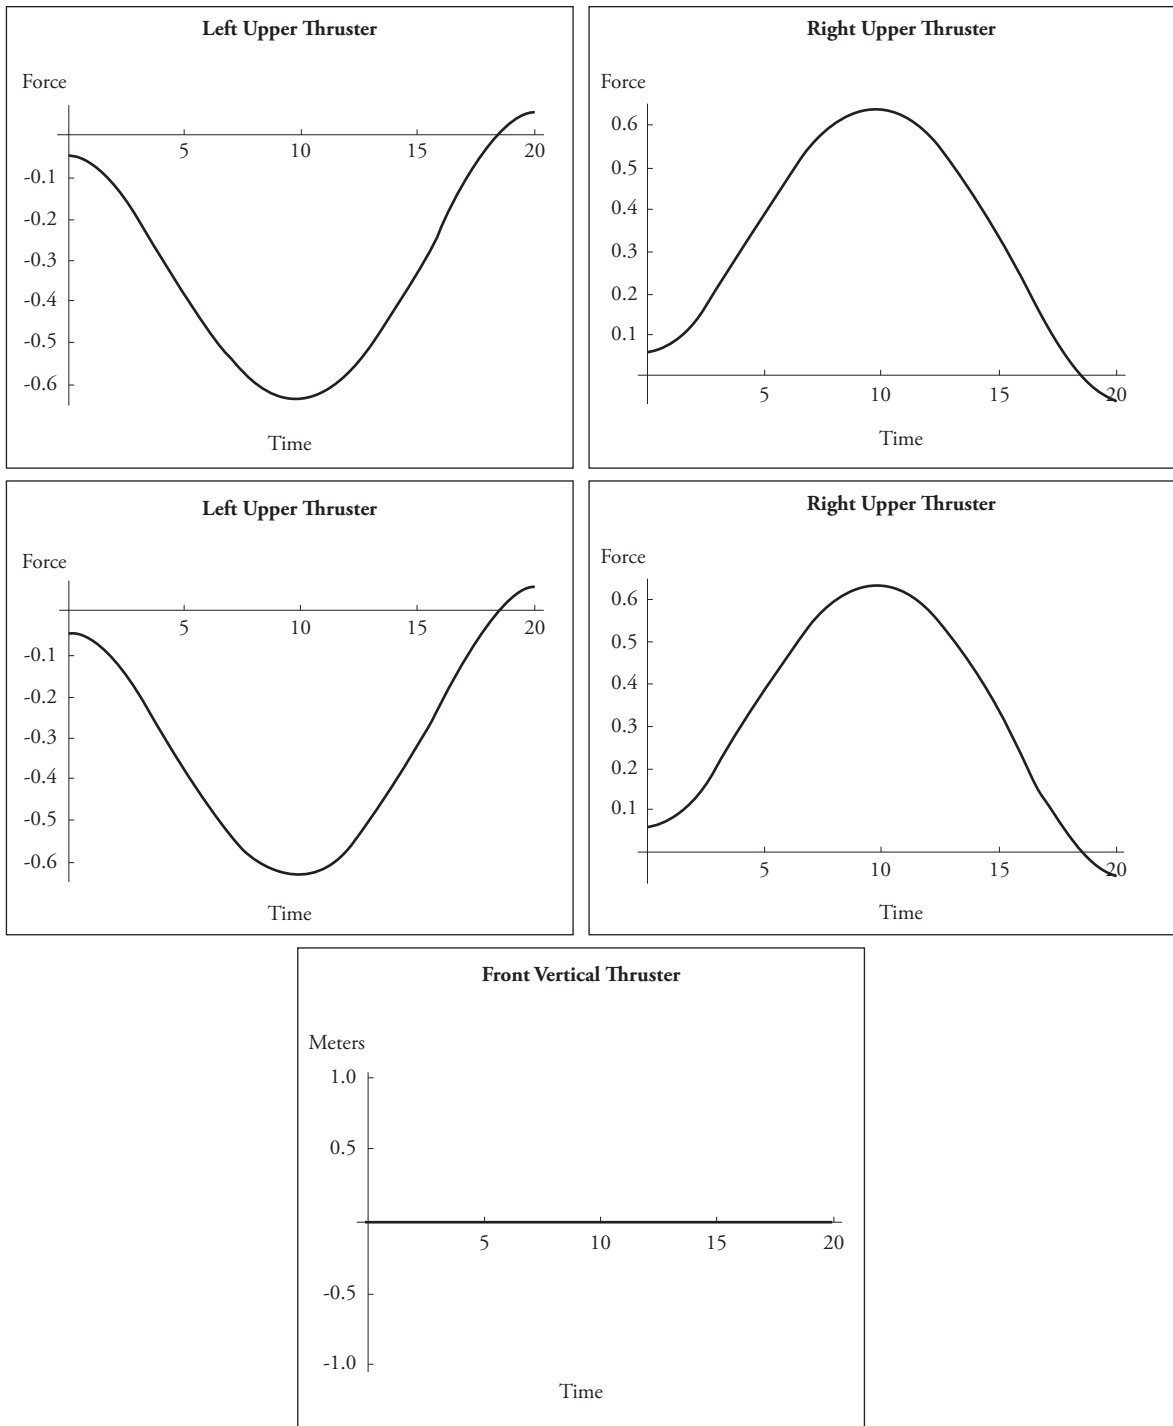 Left Upper Thruster
Force
5 10 15 20
-0.1
-0.2
-0.3
-0.4
-0.5
-0.6
Time
Right Upper Thruster
Force
0.6
0.5
0.4
0.3
0.2
0.1
5 10 15 20
Time
Left Upper Thruster
Force
5 10 15 20
-0.1
-0.2
-0.3
-0.4
-0.5
-0.6
Time
Right Upper Thruster
Force
0.6
0.5
0.4
0.3
0.2
0.1
5 10 15 20
Time
Front Vertical Thruster
Meters
1.0
0.5
5 10 15 20
-0.5
-1.0
Time